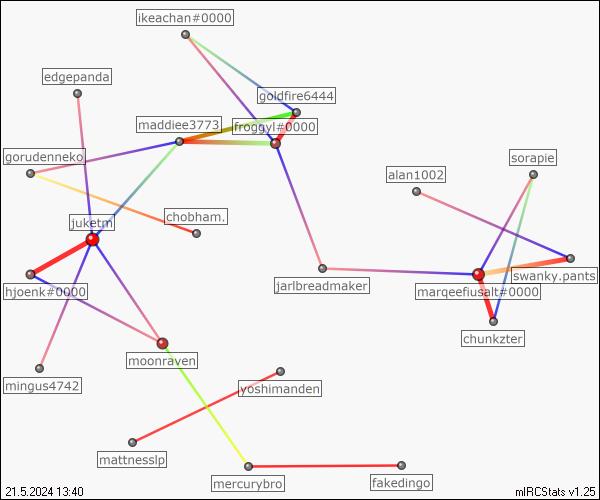 ikeachan#0000
edgepanda
goldfire6444
maddiee3773
froggyl#0000
gorudenneko
sorapie
alan1002
chobham.
juketm
swanky.pants
jarlbreadmaker
hjoenk#0000
marqeefiusalt#0000
chunkzter
moonraven
mingus4742
yoshimanden
mattnesslp
mercurybro
fakedingo
21.5.2024 13:40
mIRCStats v1.25